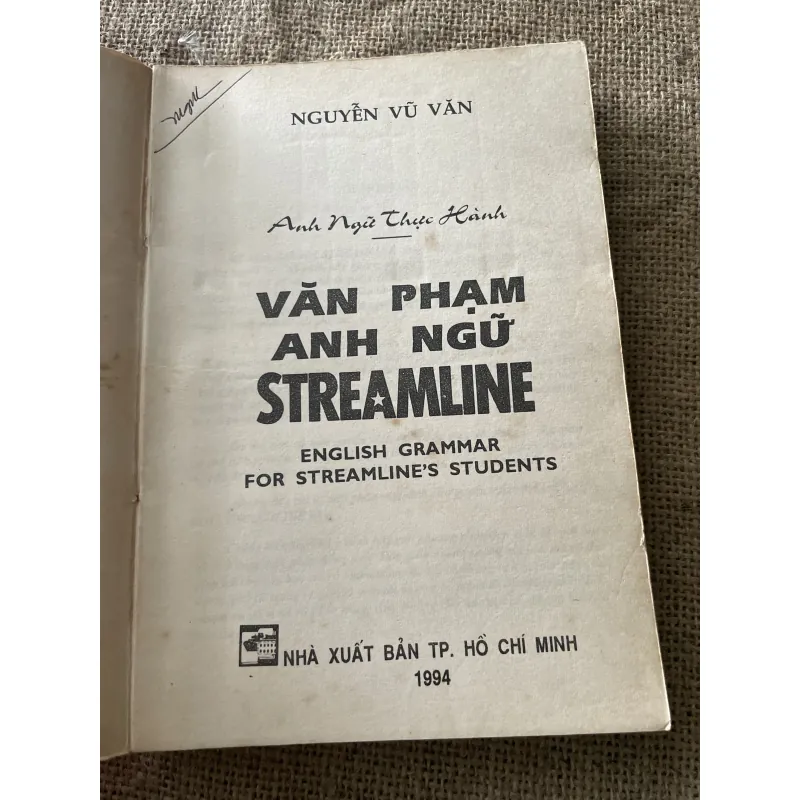 NGUYỄN VŨ VĂN
Anh Ngữ Thực Hành
VĂN PHẠM
ANH NGỮ
STREAMLINE
ENGLISH GRAMMAR
FOR STREAMLINE'S STUDENTS
NHÀ XUẤT BẢN TP. HỒ CHÍ MINH
1994